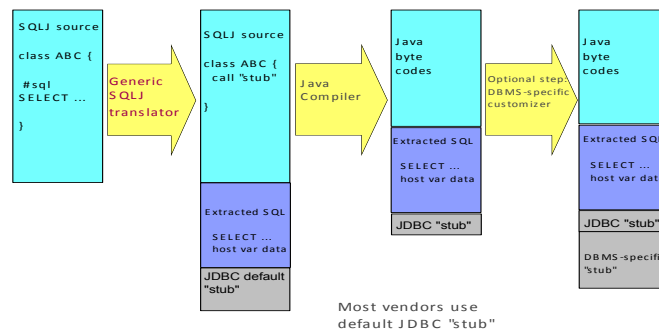 SQLJ source
class ABC {
#sql
SELECT ...
}
Generic
SQLJ
translator
SQLJ source
class ABC {
call "stub"
}
Extracted SQL
SELECT ...
host var data
JDBC default
"stub"
Java
Compiler
Java
byte
codes
Extracted SQL
SELECT ...
host var data
JDBC "stub"
Optional step:
DBMS-specific
customizer
Java
byte
codes
Extracted SQL
SELECT ...
host var dat
JDBC "stub"
DBMS-specifi
"stub"
Most vendors use
default JDBC "stub"